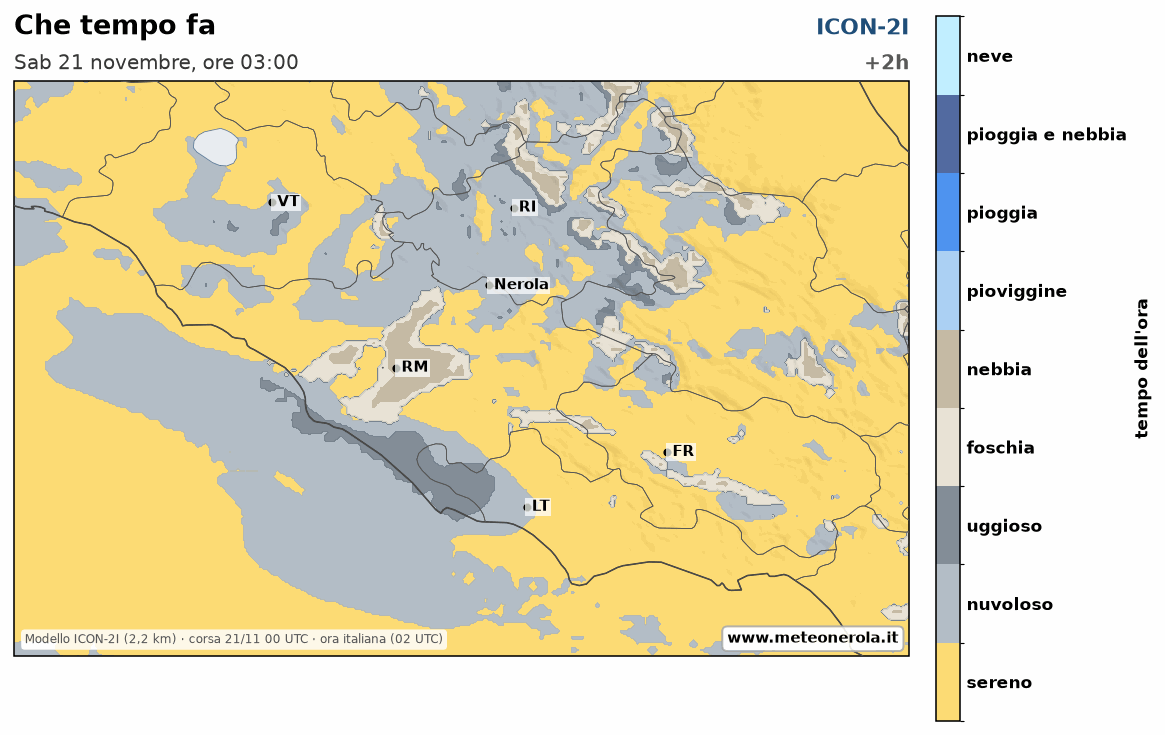 Che tempo fa
ICON-2I
Sab 21 novembre, ore 03:00
+2h
neve
pioggia e nebbia
pioggia
pioviggine
nebbia
foschia
uggioso
nuvoloso
sereno
tempo dell'ora
VT
RI
Nerola
RM
FR
LT
Modello ICON-2I (2,2 km) · corsa 21/11 00 UTC · ora italiana (02 UTC)
www.meteonerola.it